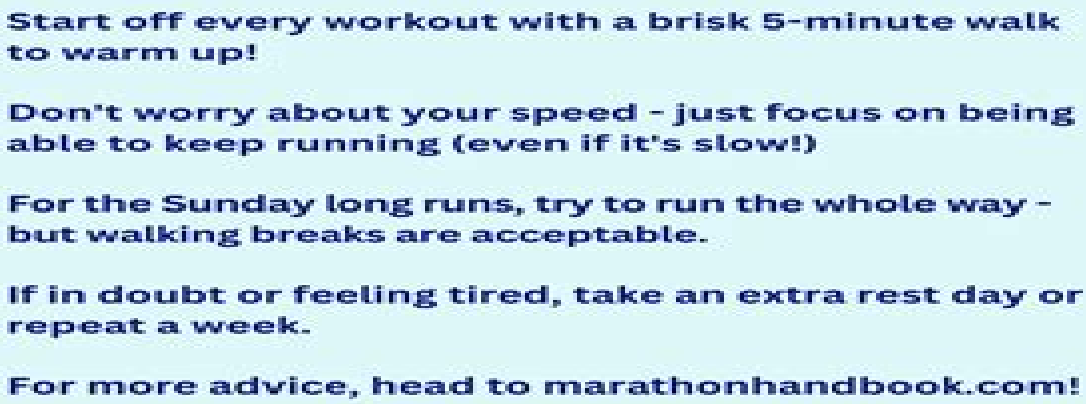 Start off every workout with a brisk 5-minute walk
to warm up!
Don't worry about your speed - just focus on being
able to keep running (even if it's slow!)
For the Sunday long runs, try to run the whole way -
but walking breaks are acceptable.
If in doubt or feeling tired, take an extra rest day or
repeat a week.
For more advice, head to marathonhandbook.com!